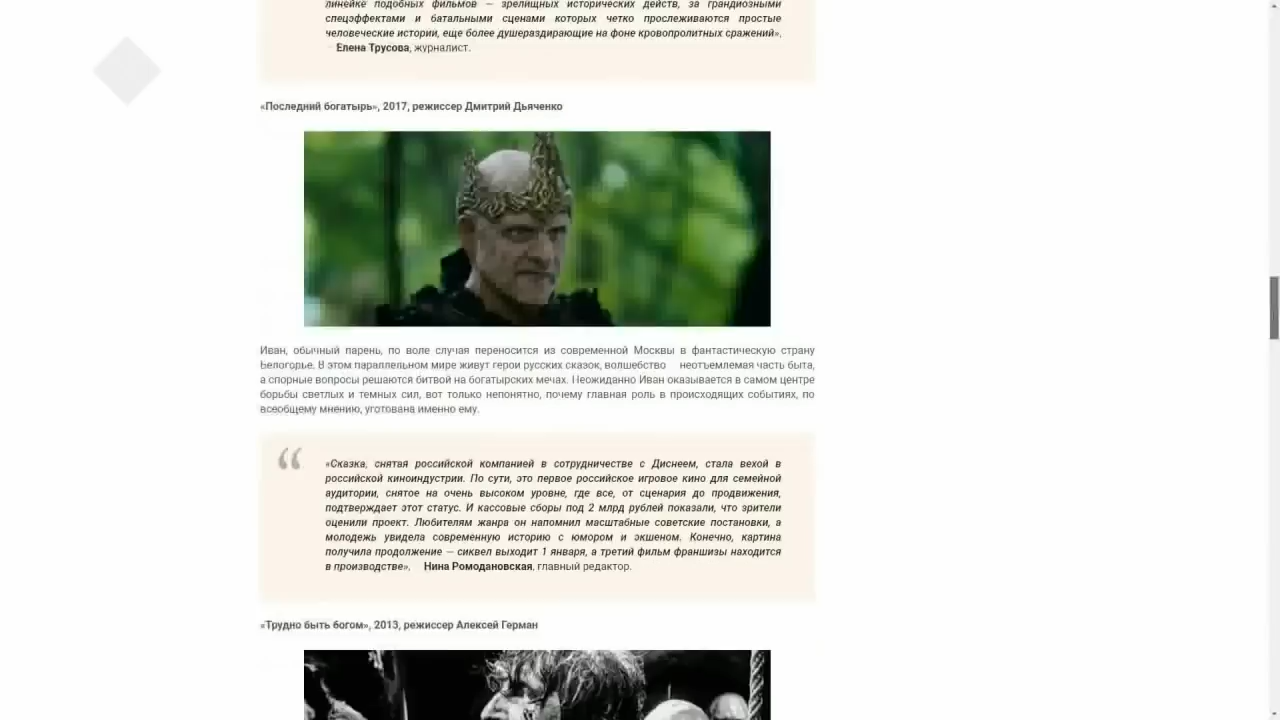 линейке подобных фильмов — зрелищных исторических действ, за грандиозными
спецэффектами и батальными сценами которых четко прослеживаются простые
человеческие истории, еще более душераздирающие на фоне кровопролитных сражений»,
Елена Трусова, журналист.
«Последний богатырь», 2017, режиссер Дмитрий Дьяченко
Иван, обычный парень, по воле случая переносится из современной Москвы в фантастическую страну
Белогорье. В этом параллельном мире живут герои русских сказок, волшебство неотъемлемая часть быта,
а спорные вопросы решаются битвой на богатырских мечах. Неожиданно Иван оказывается в самом центре
борьбы светлых и темных сил, вот только непонятно, почему главная роль в происходящих событиях, по
всеобщему мнению, уготована именно ему.
«Сказка, снятая российской компанией в сотрудничестве с Диснеем, стала вехой в
российской киноиндустрии. По сути, это первое российское игровое кино для семейной
аудитории, снятое на очень высоком уровне, где все, от сценария до продвижения,
подтверждает этот статус. И кассовые сборы под 2 млрд рублей показали, что зрители
оценили проект. Любителям жанра он напомнил масштабные советские постановки, а
молодежь увидела современную историю с юмором и экшеном. Конечно, картина
получила продолжение — сиквел выходит 1 января, а третий фильм франшизы находится
в производстве», Нина Ромодановская, главный редактор.
«Трудно быть богом», 2013, режиссер Алексей Герман